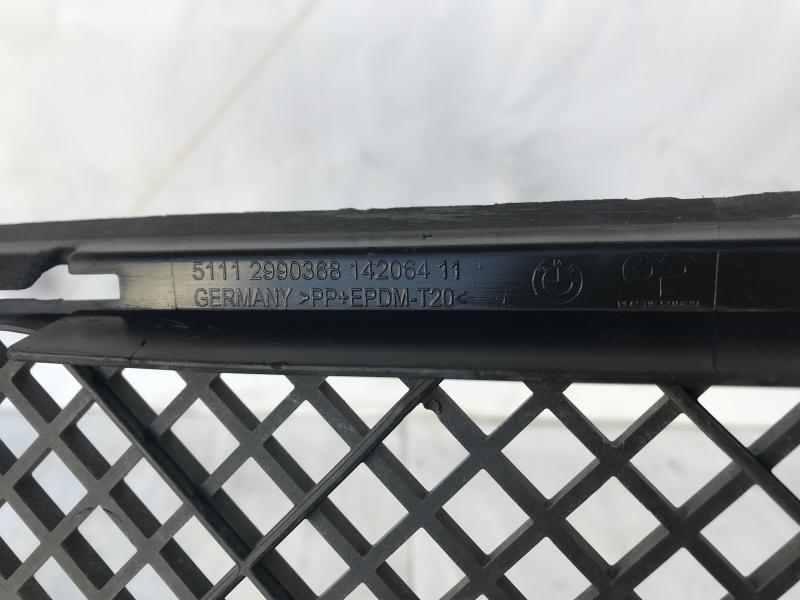 5111 2990368 142064 11
GERMANY >PP+EPDM-T20<